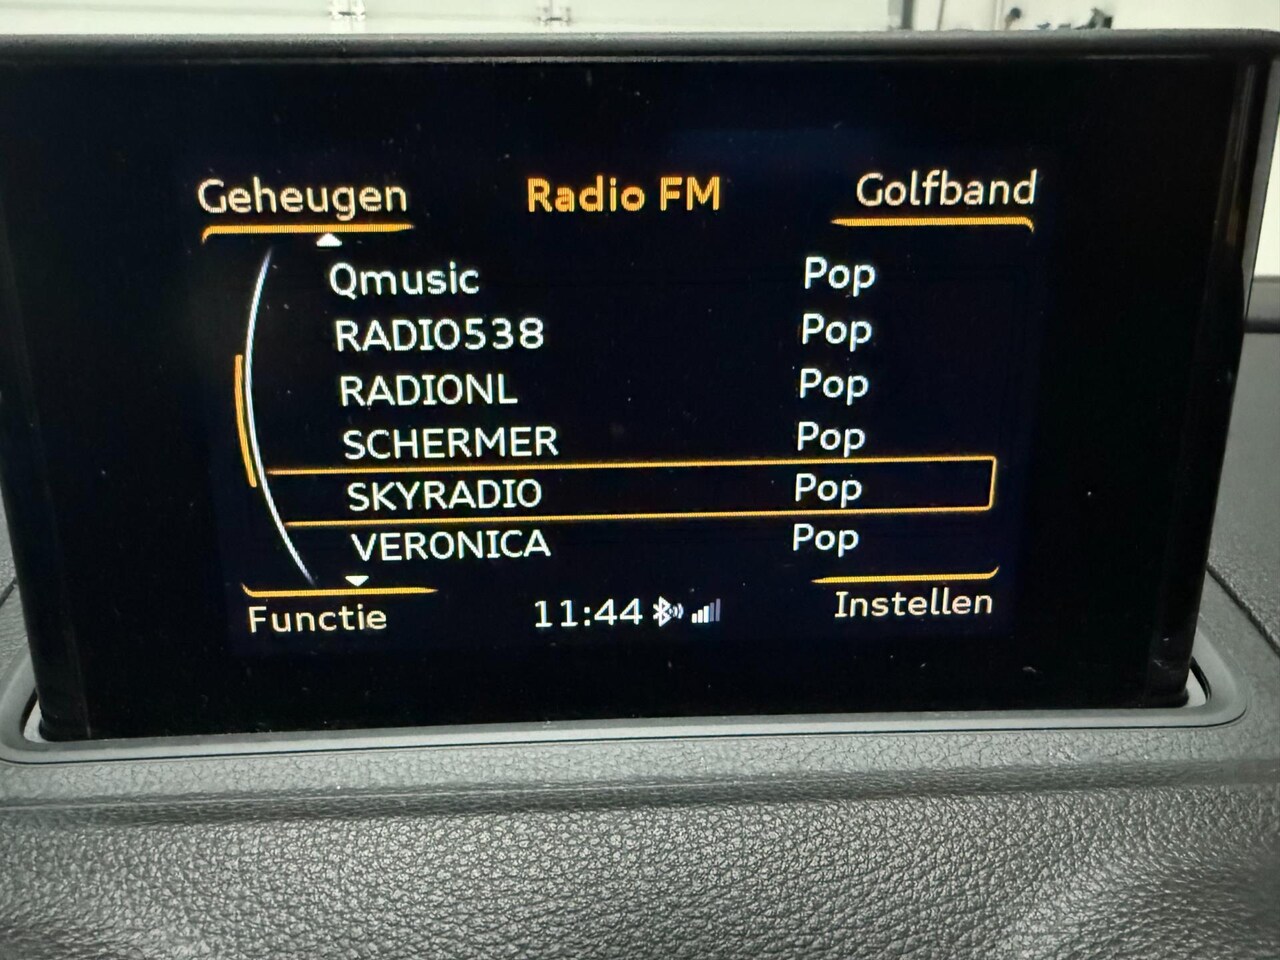 Geheugen Radio FM Golfband
Qmusic Pop
RADIO538 Pop
RADIONL Pop
SCHERMER Pop
SKYRADIO Pop
VERONICA Pop
Functie 11:44 Instellen